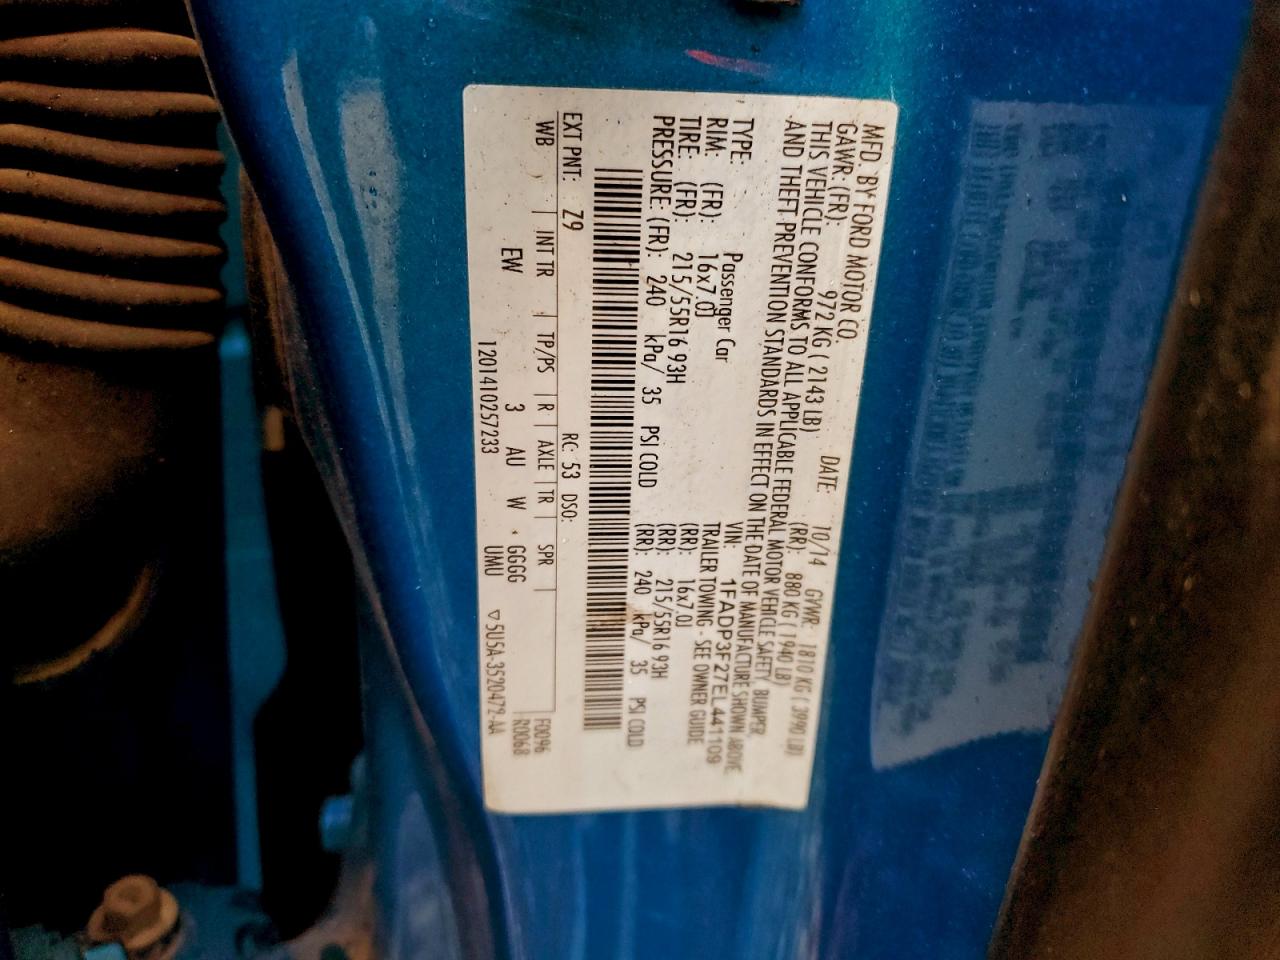 MFD. BY FORD MOTOR CO.
DATE: 10/14 GVWR: 1810 KG ( 3990 LB)
GAWR: (FR): 972 KG ( 2143 LB) (RR): 880 KG ( 1940 LB)
THIS VEHICLE CONFORMS TO ALL APPLICABLE FEDERAL MOTOR VEHICLE SAFETY, BUMPER,
AND THEFT PREVENTION STANDARDS IN EFFECT ON THE DATE OF MANUFACTURE SHOWN ABOVE
VIN: 1FADP3F27EL441109
TYPE: Passenger Car TRAILER TOWING - SEE OWNER GUIDE
RIM: (FR): 16x7.0J (RR): 16x7.0J
TIRE: (FR): 215/55R16 93H (RR): 215/55R16 93H
PRESSURE: (FR): 240 kPa/ 35 PSI COLD (RR): 240 kPa/ 35 PSI COLD
EXT PNT: Z9 RC: 53 DSO: F0096
WB INT TR TP/PS R AXLE TR SPR R0068
EW 3 AU W GGGG
1201410257233 UMU ▽5U5A-3520472-AA